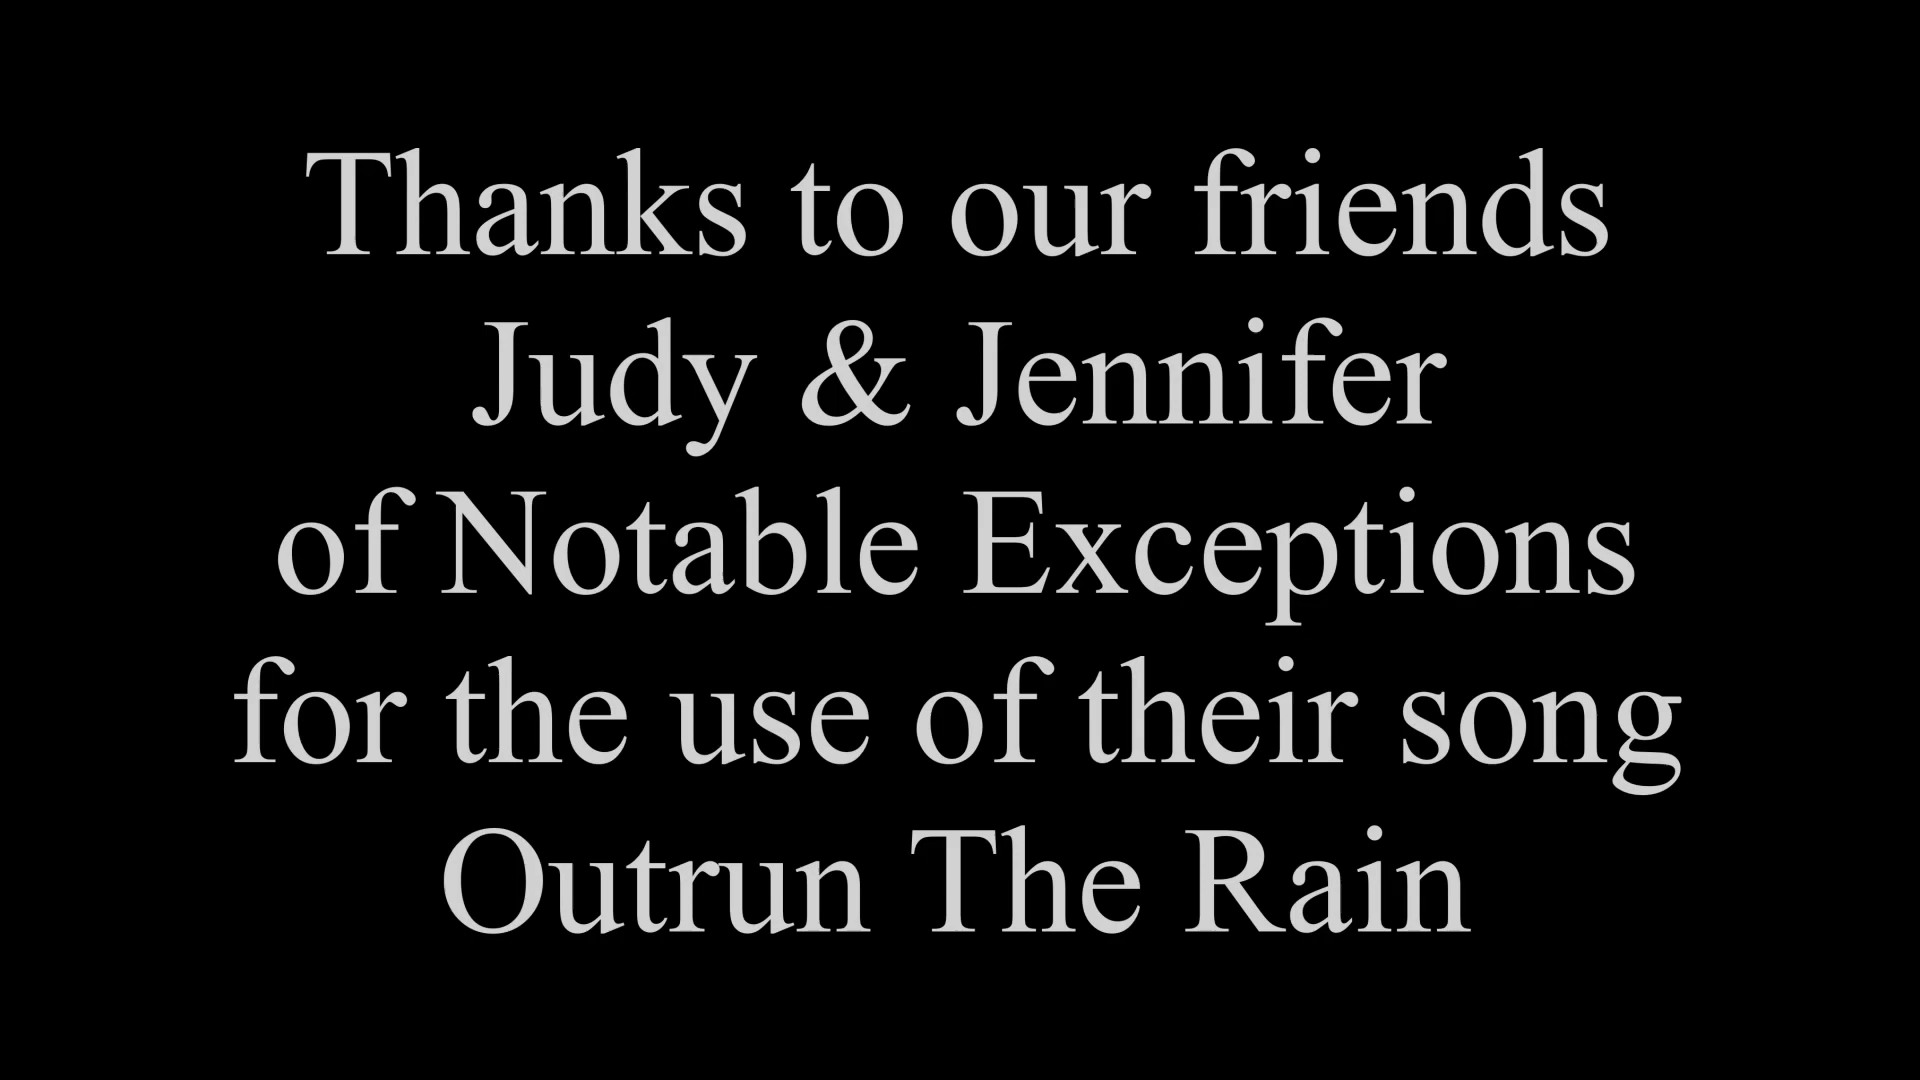 Thanks to our friends
Judy & Jennifer
of Notable Exceptions
for the use of their song
Outrun The Rain